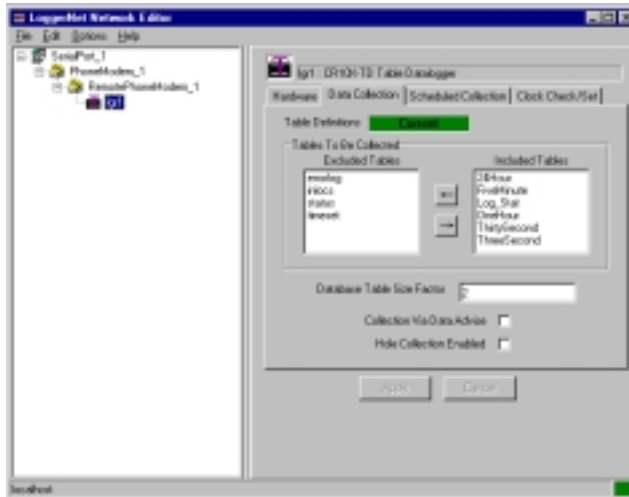 LoggerNet Network Editor
File Edit Options Help
SerialPort_1
PhoneModem_1
RemotePhoneModem_1
lgr1
lgr1 : CR10X-TD Table Datalogger
Hardware Data Collection Scheduled Collection Clock Check/Set
Table Definitions Current
Tables To Be Collected
Excluded Tables Included Tables
errorlog
inlocs
status
timeset
FiveMinute
Log_Stat
OneHour
ThirtySecond
ThreeSecond
Database Table Size Factor 2
Collection Via Data Advise
Hole Collection Enabled
Apply Cancel
localhost